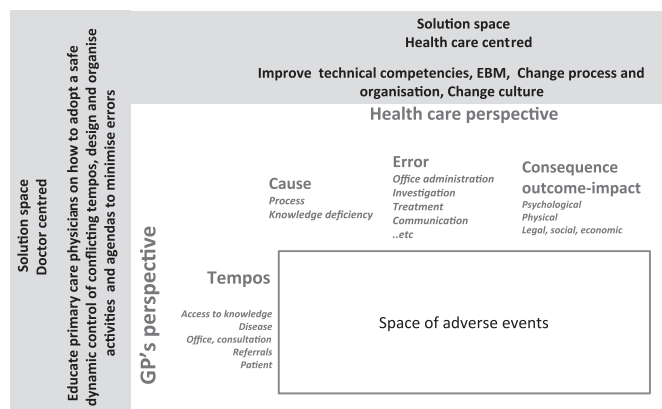 Solution space
Health care centred
Improve technical competencies, EBM, Change process and
organisation, Change culture
Health care perspective
Solution space
Doctor centred
Educate primary care physicians on how to adopt a safe
dynamic control of conflicting tempos, design and organise
activities and agendas to minimise errors
GP's perspective
Cause
Process
Knowledge deficiency
Error
Office administration
Investigation
Treatment
Communication
..etc
Consequence
outcome-impact
Psychological
Physical
Legal, social, economic
Tempos
Access to knowledge
Disease
Office, consultation
Referrals
Patient
Space of adverse events